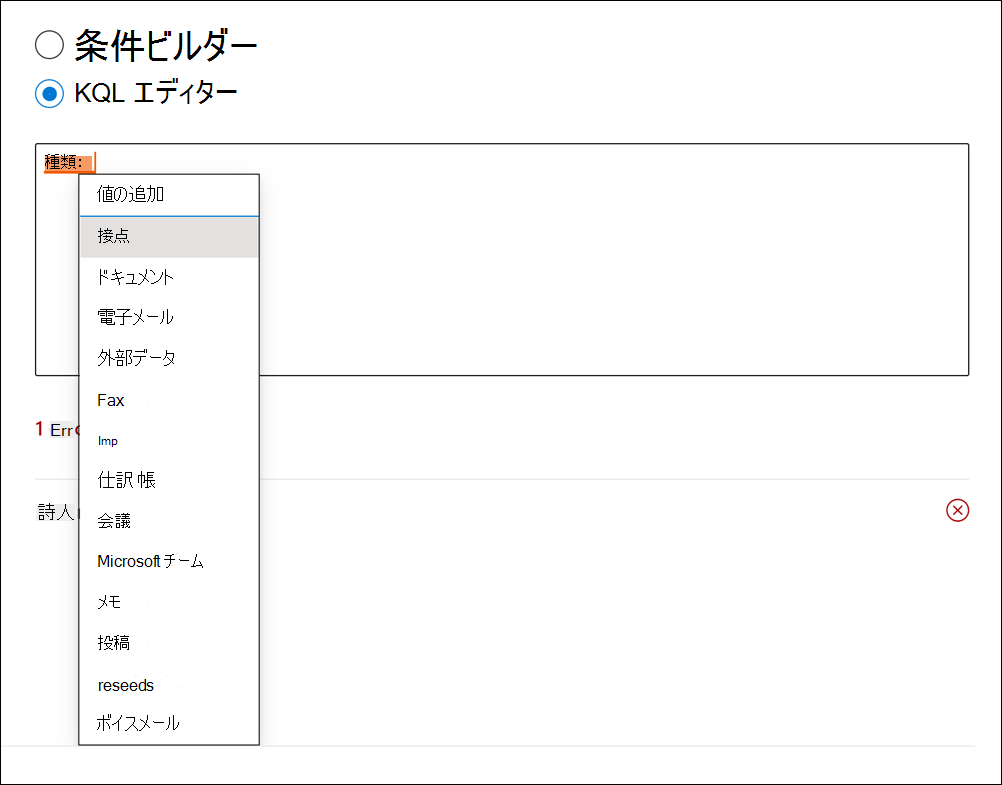 条件ビルダー
KQL エディター
種類:
値の追加
接点
ドキュメント
電子メール
外部データ
Fax
1 Err
Imp
仕訳帳
詩人
会議
Microsoft チーム
メモ
投稿
reseeds
ボイスメール